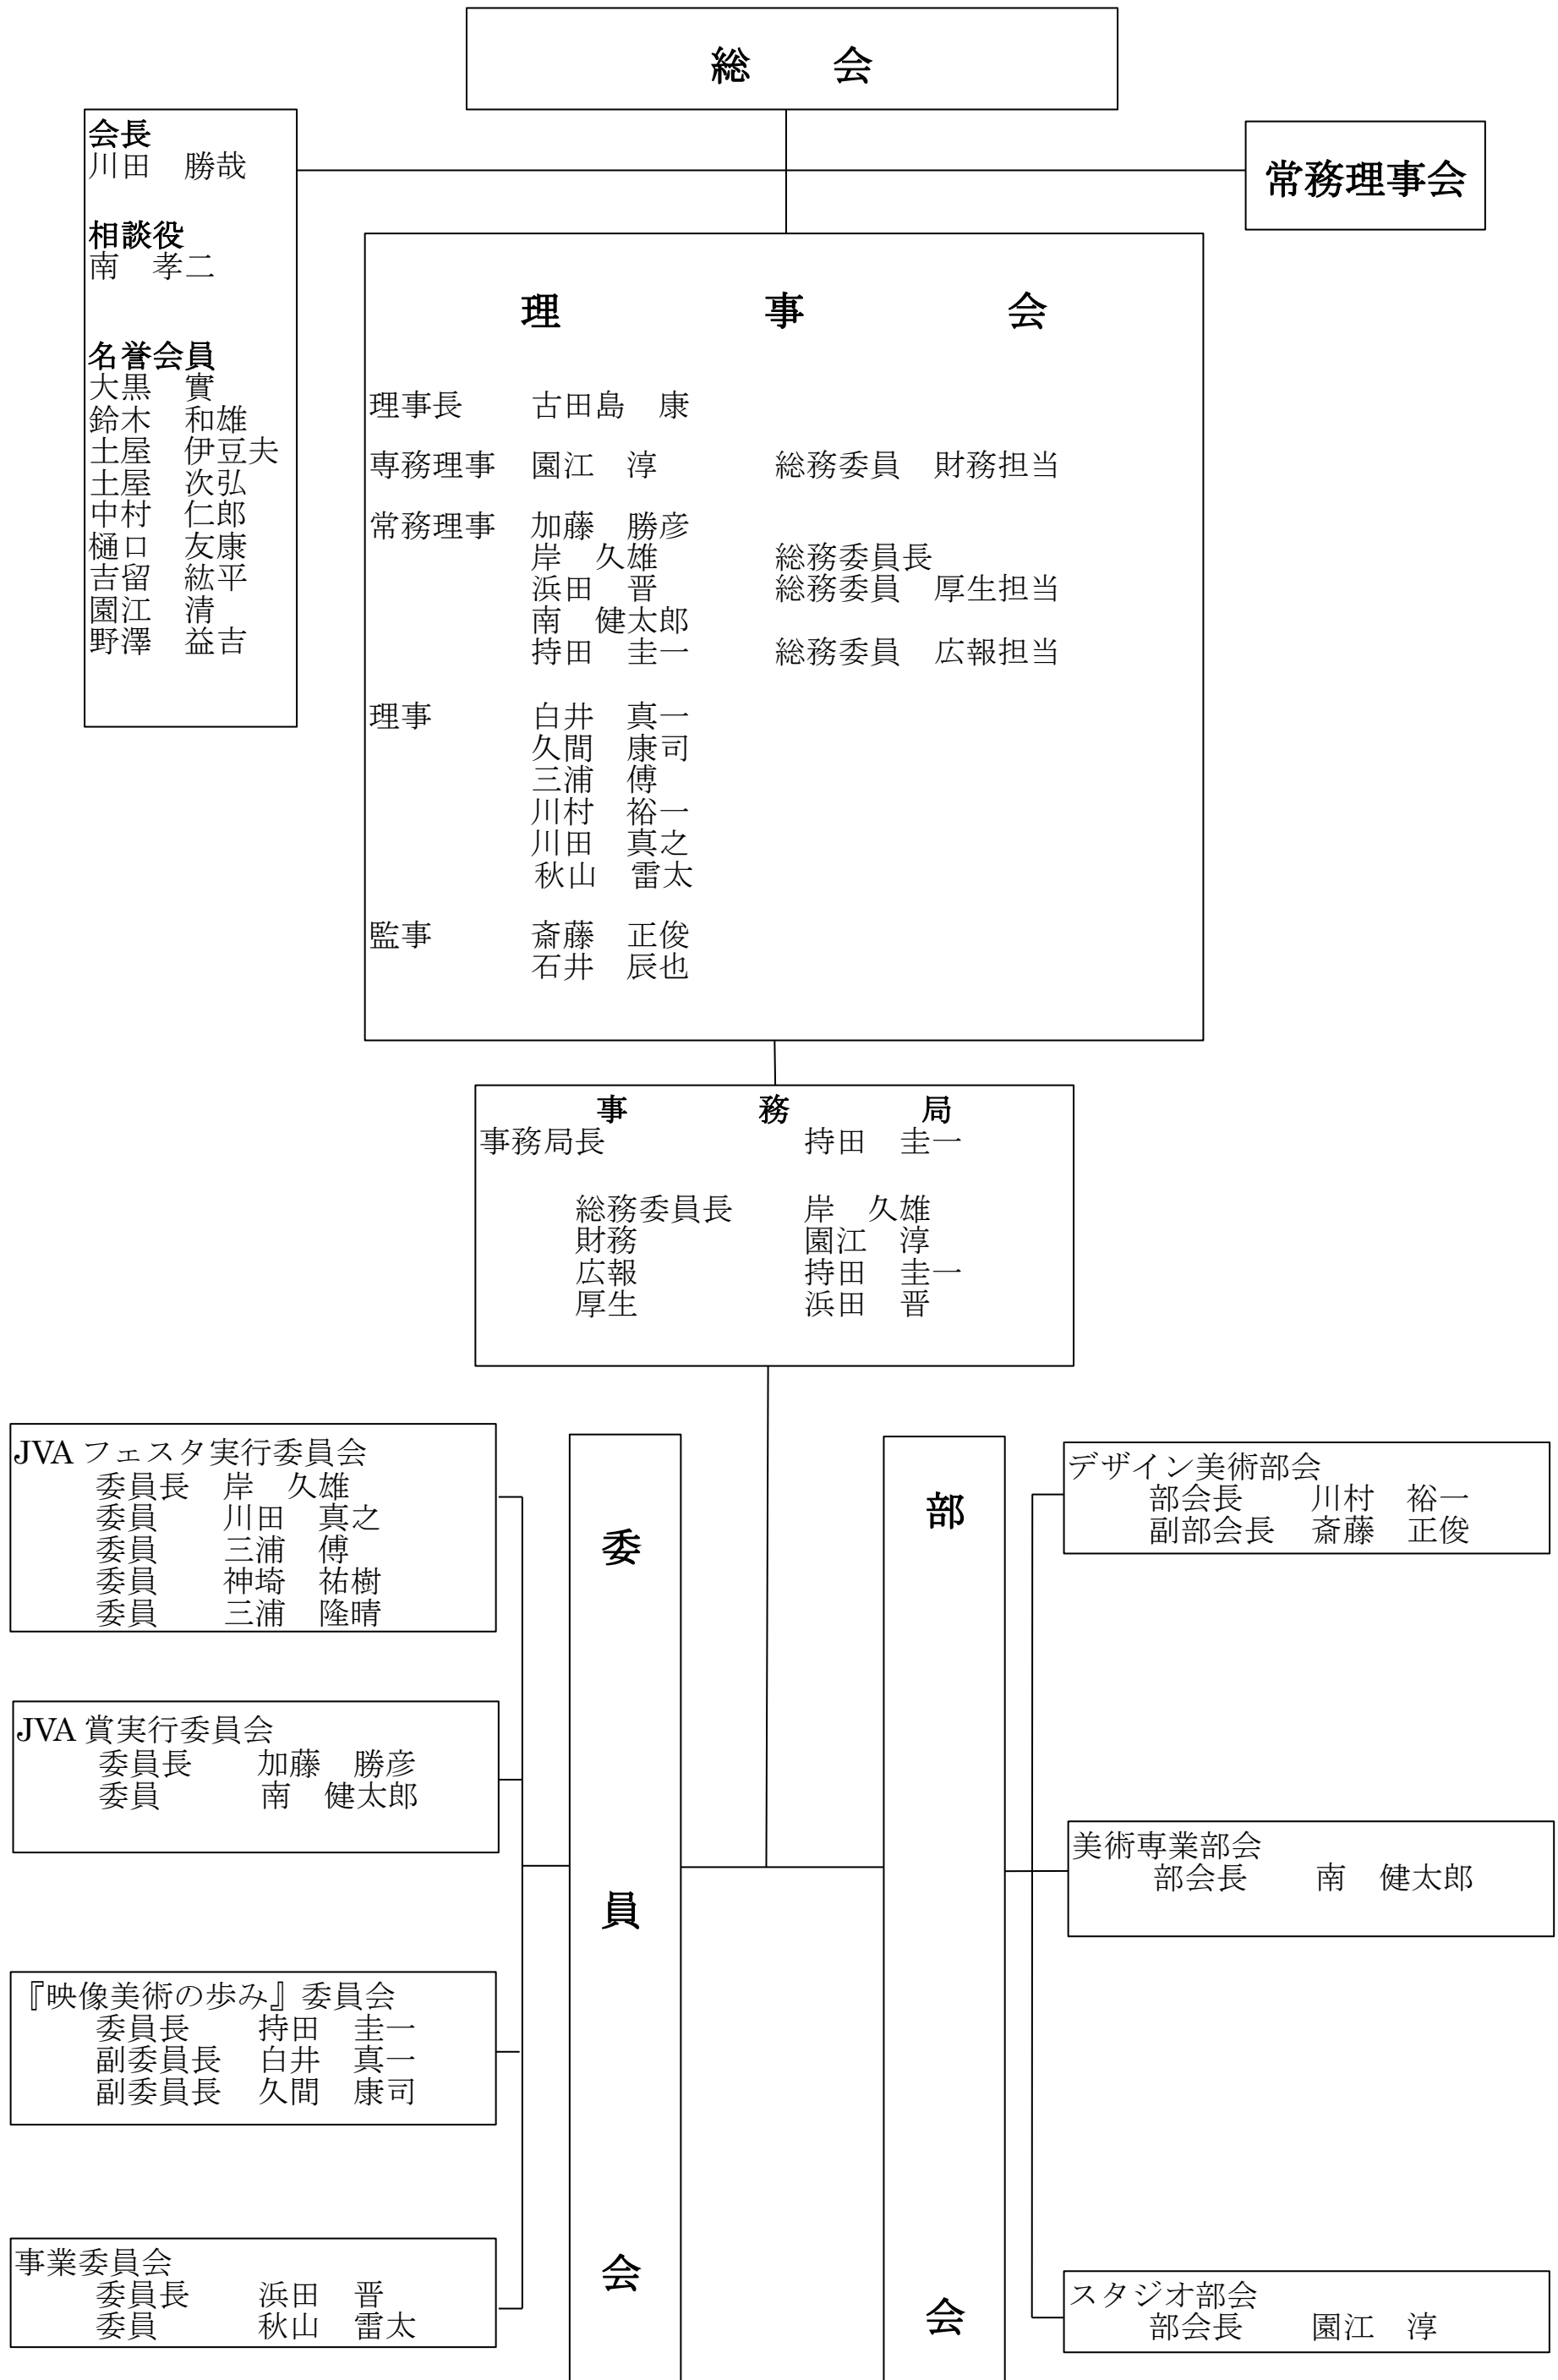 総　会
会長
川田　勝哉
相談役
南　孝二
名誉会員
大黒　實
鈴木　和雄
土屋　伊豆夫
土屋　次弘
中村　仁郎
樋口　友康
吉留　紘平
園江　清
野澤　益吉
常務理事会
理　事　会
理事長　古田島　康
専務理事　園江　淳　総務委員　財務担当
常務理事　加藤　勝彦
岸　久雄　総務委員長
浜田　晋　総務委員　厚生担当
南　健太郎
持田　圭一　総務委員　広報担当
理事　白井　真一
久間　康司
三浦　傅
川村　裕一
川田　真之
秋山　雷太
監事　斎藤　正俊
石井　辰也
事　務　局
事務局長　持田　圭一
総務委員長　岸　久雄
財務　園江　淳
広報　持田　圭一
厚生　浜田　晋
JVA フェスタ実行委員会
委員長　岸　久雄
委員　川田　真之
委員　三浦　傅
委員　神埼　祐樹
委員　三浦　隆晴
JVA 賞実行委員会
委員長　加藤　勝彦
委員　南　健太郎
『映像美術の歩み』委員会
委員長　持田　圭一
副委員長　白井　真一
副委員長　久間　康司
事業委員会
委員長　浜田　晋
委員　秋山　雷太
委員会
部会
デザイン美術部会
部会長　川村　裕一
副部会長　斎藤　正俊
美術専業部会
部会長　南　健太郎
スタジオ部会
部会長　園江　淳